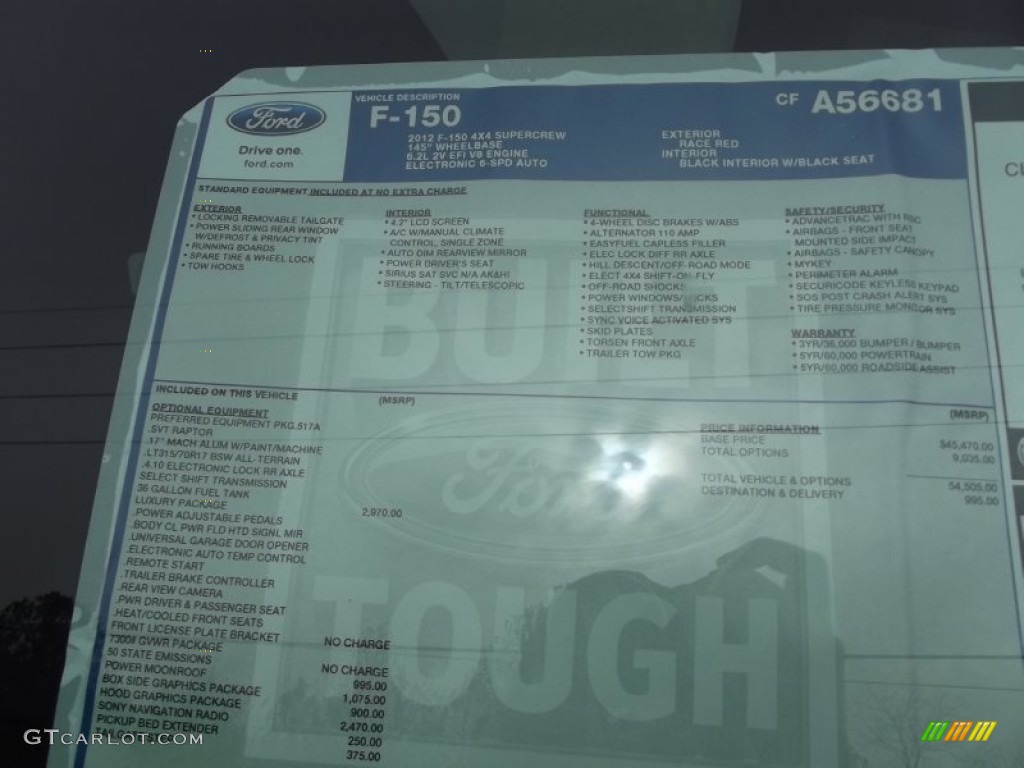 Ford
Drive one.
ford.com
VEHICLE DESCRIPTION
F-150
2012 F-150 4X4 SUPERCREW
145" WHEELBASE
6.2L 2V EFI V8 ENGINE
ELECTRONIC 6-SPD AUTO
CF A56681
EXTERIOR
RACE RED
INTERIOR
BLACK INTERIOR W/BLACK SEAT
STANDARD EQUIPMENT INCLUDED AT NO EXTRA CHARGE
EXTERIOR
• LOCKING REMOVABLE TAILGATE
• POWER SLIDING REAR WINDOW
W/DEFROST & PRIVACY TINT
• RUNNING BOARDS
• SPARE TIRE & WHEEL LOCK
• TOW HOOKS
INTERIOR
• 4.2" LCD SCREEN
• A/C W/MANUAL CLIMATE
CONTROL, SINGLE ZONE
• AUTO DIM REARVIEW MIRROR
• POWER DRIVER'S SEAT
• SIRIUS SAT SVC N/A AK&HI
• STEERING - TILT/TELESCOPIC
FUNCTIONAL
• 4-WHEEL DISC BRAKES W/ABS
• ALTERNATOR 110 AMP
• EASYFUEL CAPLESS FILLER
• ELEC LOCK DIFF RR AXLE
• HILL DESCENT/OFF-ROAD MODE
• ELECT 4X4 SHIFT-ON-FLY
• OFF-ROAD SHOCKS
• POWER WINDOWS/LOCKS
• SELECTSHIFT TRANSMISSION
• SYNC VOICE ACTIVATED SYS
• SKID PLATES
• TORSEN FRONT AXLE
• TRAILER TOW PKG
SAFETY/SECURITY
• ADVANCETRAC WITH RSC
• AIRBAGS - FRONT SEAT
MOUNTED SIDE IMPACT
• AIRBAGS - SAFETY CANOPY
• MYKEY
• PERIMETER ALARM
• SECURICODE KEYLESS KEYPAD
• SOS POST CRASH ALERT SYS
• TIRE PRESSURE MONITOR SYS
WARRANTY
• 3YR/36,000 BUMPER / BUMPER
• 5YR/60,000 POWERTRAIN
• 5YR/60,000 ROADSIDE ASSIST
BUILT
Ford
TOUGH
INCLUDED ON THIS VEHICLE
(MSRP)
OPTIONAL EQUIPMENT
PREFERRED EQUIPMENT PKG.517A
.SVT RAPTOR
.17" MACH ALUM W/PAINT/MACHINE
.LT315/70R17 BSW ALL-TERRAIN
.4.10 ELECTRONIC LOCK RR AXLE
SELECT SHIFT TRANSMISSION
36 GALLON FUEL TANK
LUXURY PACKAGE 2,970.00
.POWER ADJUSTABLE PEDALS
.BODY CL PWR FLD HTD SIGNL MIR
.UNIVERSAL GARAGE DOOR OPENER
.ELECTRONIC AUTO TEMP CONTROL
.REMOTE START
.TRAILER BRAKE CONTROLLER
.REAR VIEW CAMERA
.PWR DRIVER & PASSENGER SEAT
.HEAT/COOLED FRONT SEATS
FRONT LICENSE PLATE BRACKET NO CHARGE
7300# GVWR PACKAGE
50 STATE EMISSIONS NO CHARGE
POWER MOONROOF 995.00
BOX SIDE GRAPHICS PACKAGE 1,075.00
HOOD GRAPHICS PACKAGE 900.00
SONY NAVIGATION RADIO 2,470.00
PICKUP BED EXTENDER 250.00
375.00
(MSRP)
PRICE INFORMATION
BASE PRICE $45,470.00
TOTAL OPTIONS 9,035.00
TOTAL VEHICLE & OPTIONS 54,505.00
DESTINATION & DELIVERY 995.00
GTcarlot.com